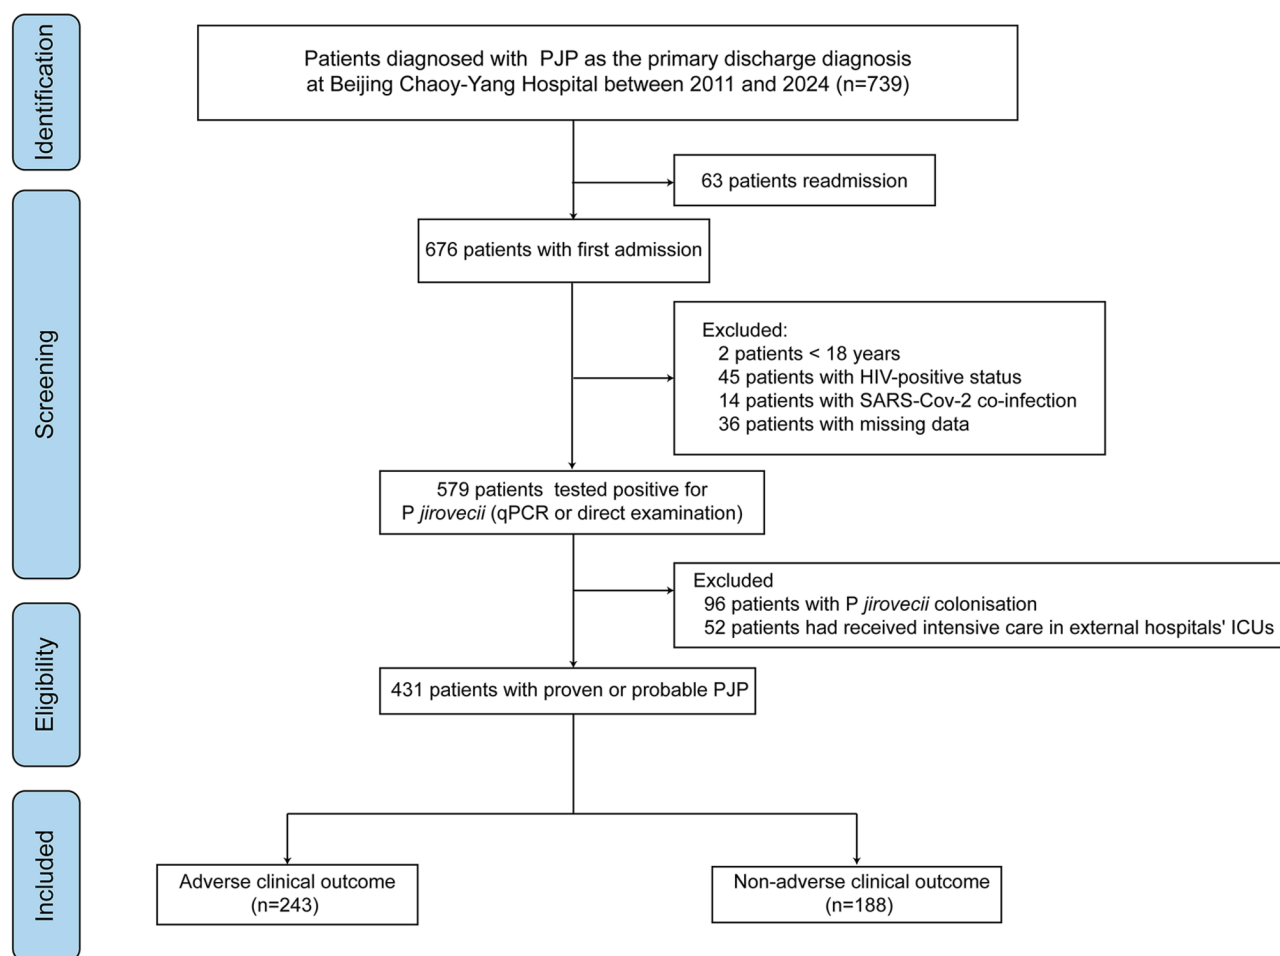 Identification
Patients diagnosed with PJP as the primary discharge diagnosis
at Beijing Chaoy-Yang Hospital between 2011 and 2024 (n=739)
63 patients readmission
Screening
676 patients with first admission
Excluded:
2 patients < 18 years
45 patients with HIV-positive status
14 patients with SARS-Cov-2 co-infection
36 patients with missing data
579 patients tested positive for
P jirovecii (qPCR or direct examination)
Excluded
96 patients with P jirovecii colonisation
52 patients had received intensive care in external hospitals' ICUs
Eligibility
431 patients with proven or probable PJP
Included
Adverse clinical outcome
(n=243)
Non-adverse clinical outcome
(n=188)